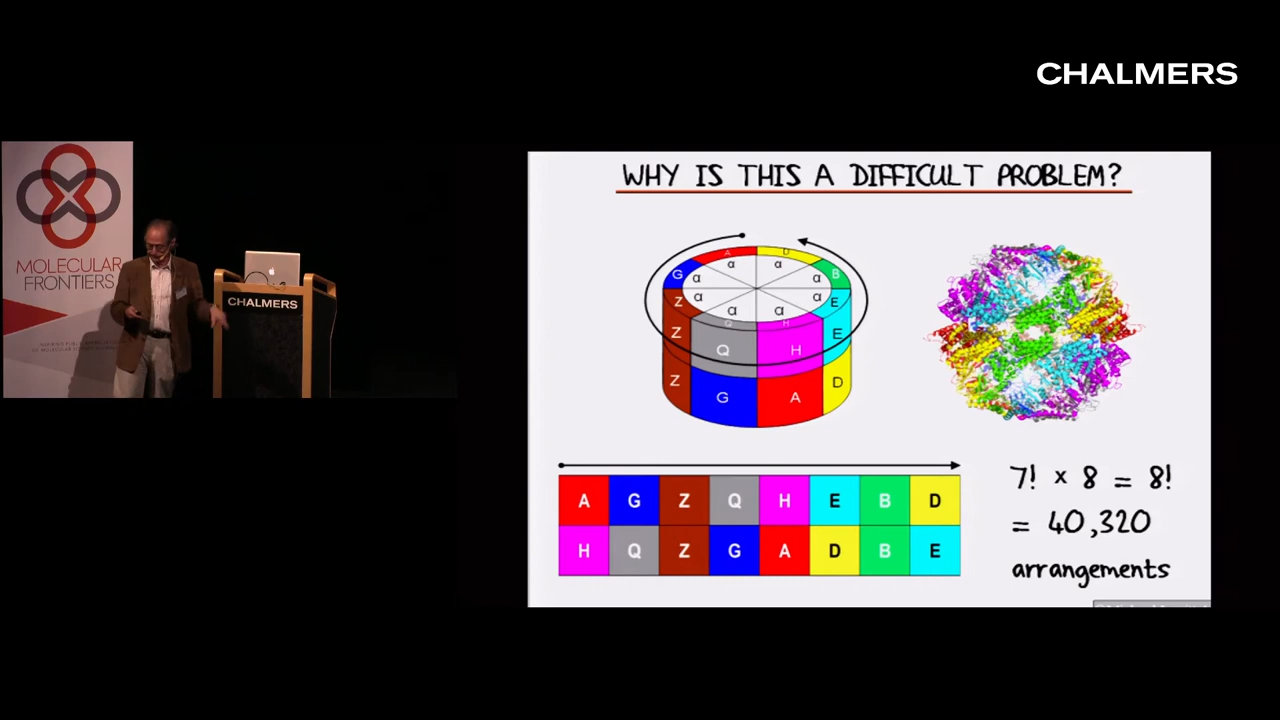 CHALMERS
MOLECULAR
FRONTIERS
CHALMERS
WHY IS THIS A DIFFICULT PROBLEM?
A D
G α α α α B
Z α α α α E
Q H
Z Q H E
Z G A D
A G Z Q H E B D
H Q Z G A D B E
7! x 8 = 8!
= 40,320
arrangements